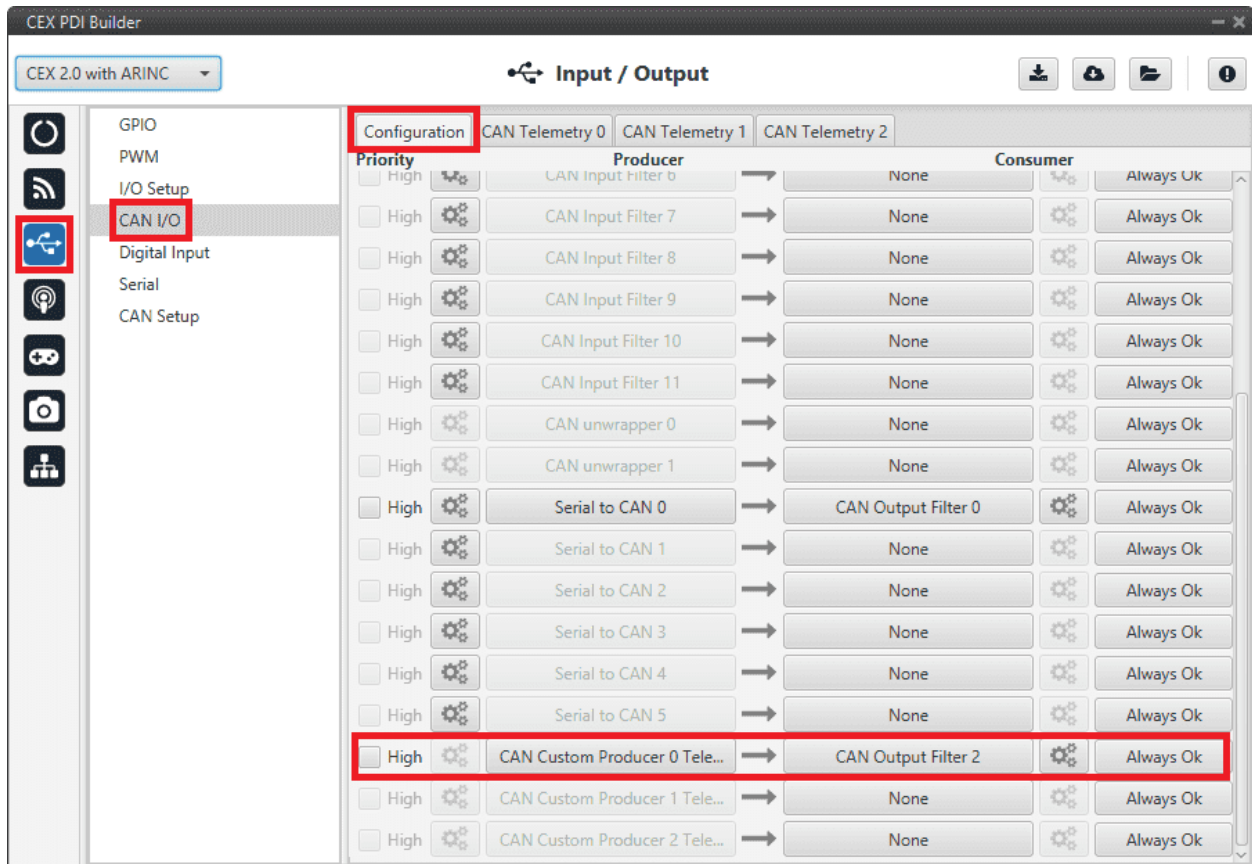 CEX PDI Builder
CEX 2.0 with ARINC
Input / Output
GPIO
PWM
I/O Setup
CAN I/O
Digital Input
Serial
CAN Setup
Configuration CAN Telemetry 0 CAN Telemetry 1 CAN Telemetry 2
Priority Producer Consumer
High CAN Input Filter 6 None Always Ok
High CAN Input Filter 7 None Always Ok
High CAN Input Filter 8 None Always Ok
High CAN Input Filter 9 None Always Ok
High CAN Input Filter 10 None Always Ok
High CAN Input Filter 11 None Always Ok
High CAN unwrapper 0 None Always Ok
High CAN unwrapper 1 None Always Ok
High Serial to CAN 0 CAN Output Filter 0 Always Ok
High Serial to CAN 1 None Always Ok
High Serial to CAN 2 None Always Ok
High Serial to CAN 3 None Always Ok
High Serial to CAN 4 None Always Ok
High Serial to CAN 5 None Always Ok
High CAN Custom Producer 0 Tele... CAN Output Filter 2 Always Ok
High CAN Custom Producer 1 Tele... None Always Ok
High CAN Custom Producer 2 Tele... None Always Ok